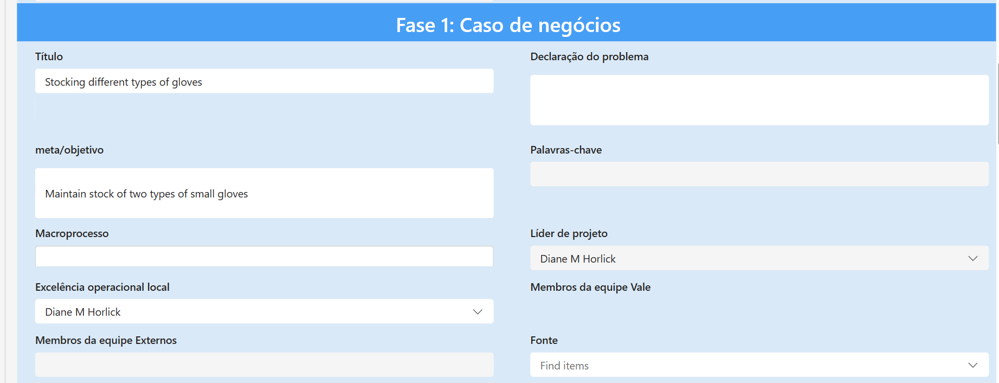 Fase 1: Caso de negócios
Título
Declaração do problema
Stocking different types of gloves
meta/objetivo
Palavras-chave
Maintain stock of two types of small gloves
Macroprocesso
Líder de projeto
Diane M Horlick
Excelência operacional local
Membros da equipe Vale
Diane M Horlick
Membros da equipe Externos
Fonte
Find items